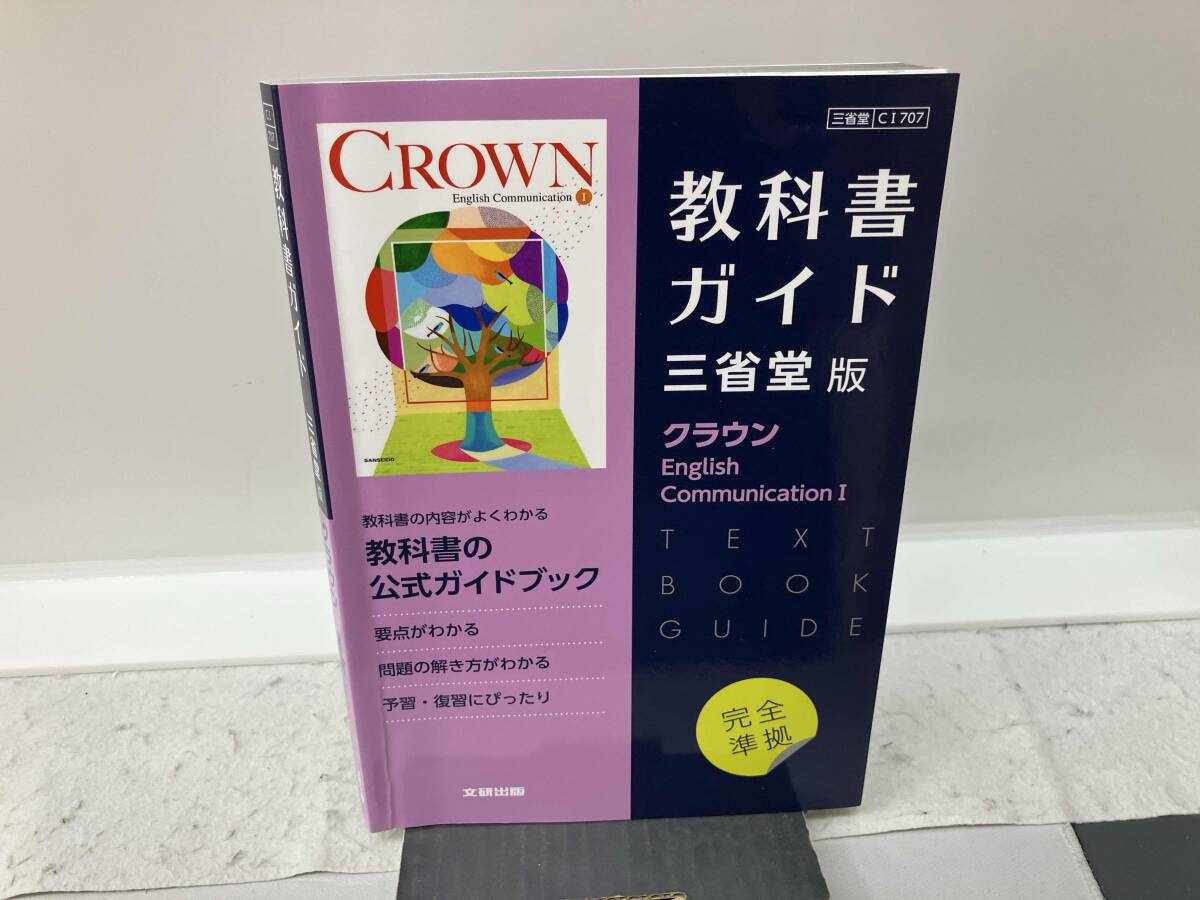 CROWN
English Communication I
SANSEIDO
教科書の内容がよくわかる
教科書の
公式ガイドブック
要点がわかる
問題の解き方がわかる
予習・復習にぴったり
文研出版
三省堂 CⅠ707
教科書
ガイド
三省堂 版
クラウン
English
Communication I
TEXT
BOOK
GUIDE
完全
準拠
教科書ガイド 三省堂 版